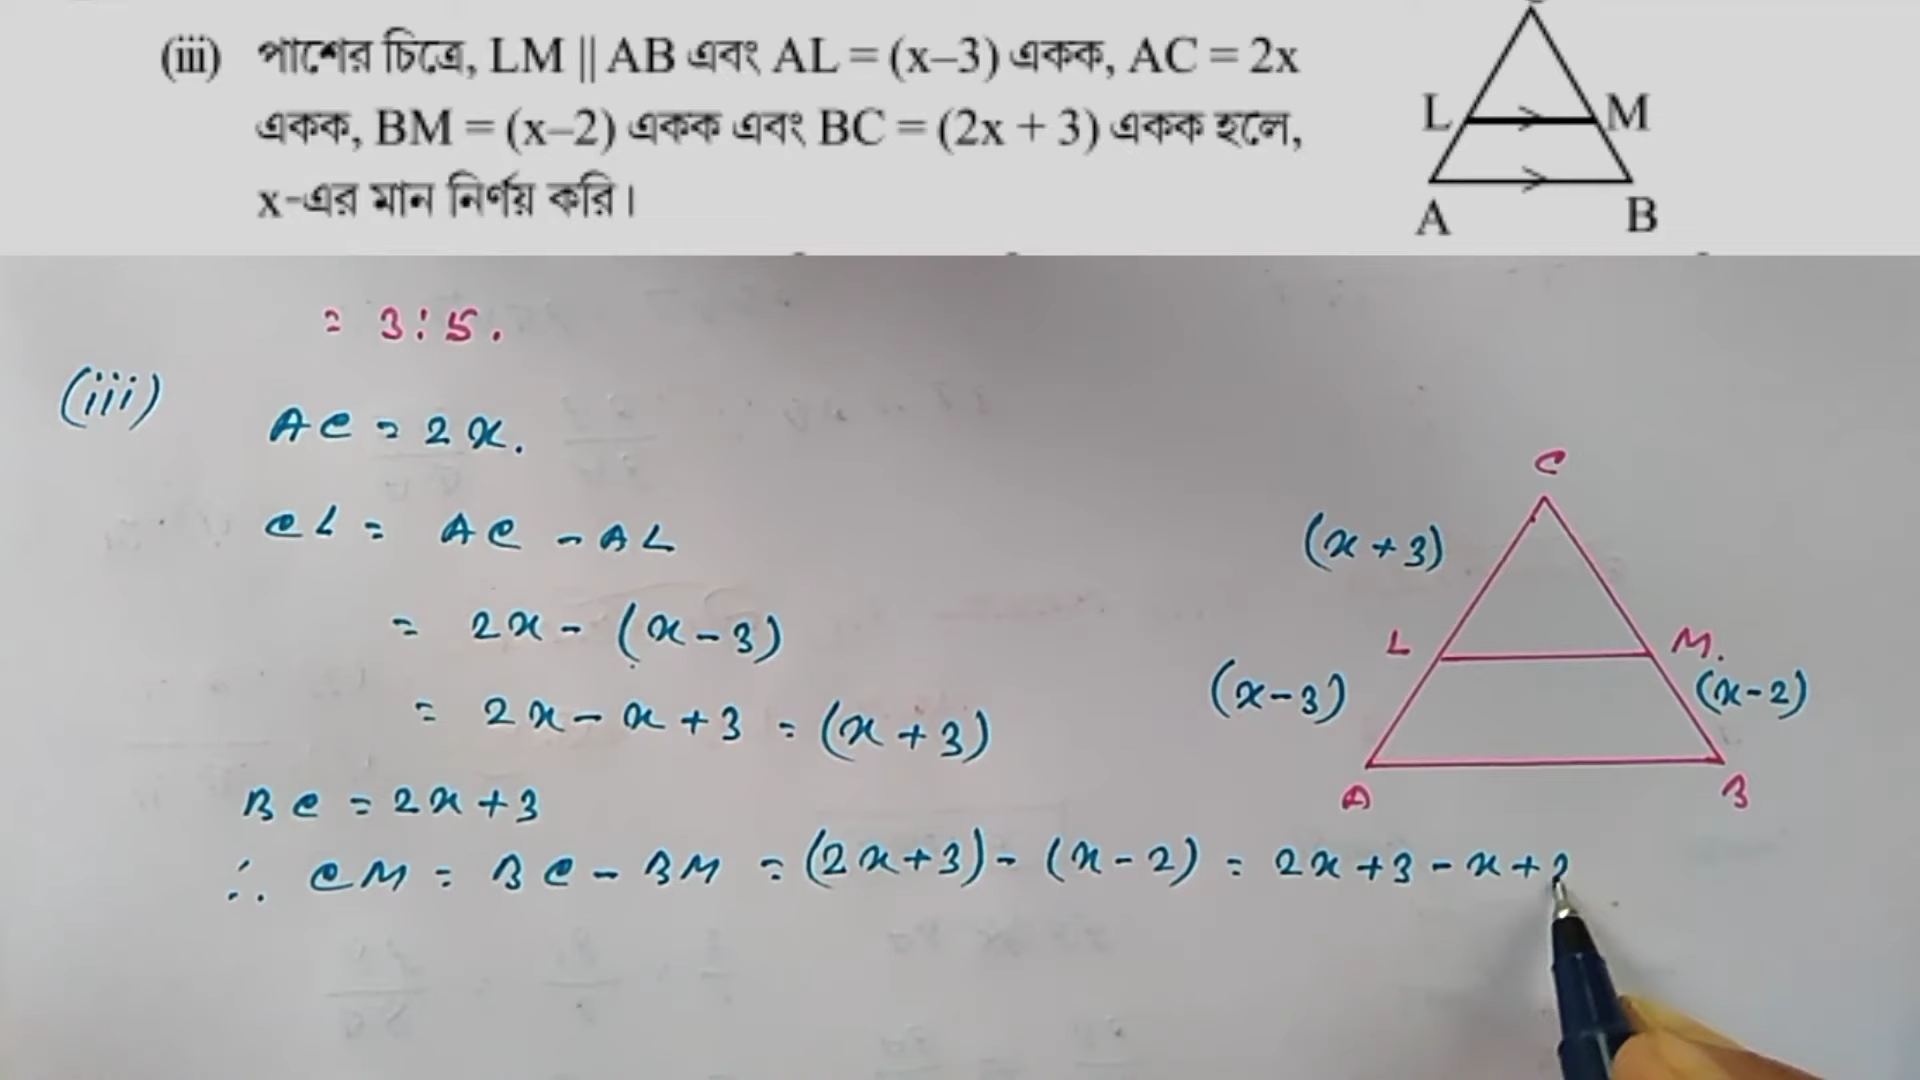 (iii) পাশের চিত্রে, LM || AB এবং AL = (x–3) একক, AC = 2x
একক, BM = (x–2) একক এবং BC = (2x + 3) একক হলে,
x-এর মান নির্ণয় করি।
L M
A B
= 3:5.
(iii)
AC = 2x.
CL = AC - AL
= 2x - (x-3)
= 2x - x + 3 = (x+3)
BC = 2x+3
∴ CM = BC - BM = (2x+3) - (x-2) = 2x+3-x+2
C
(x+3)
L M.
(x-3) (x-2)
A B